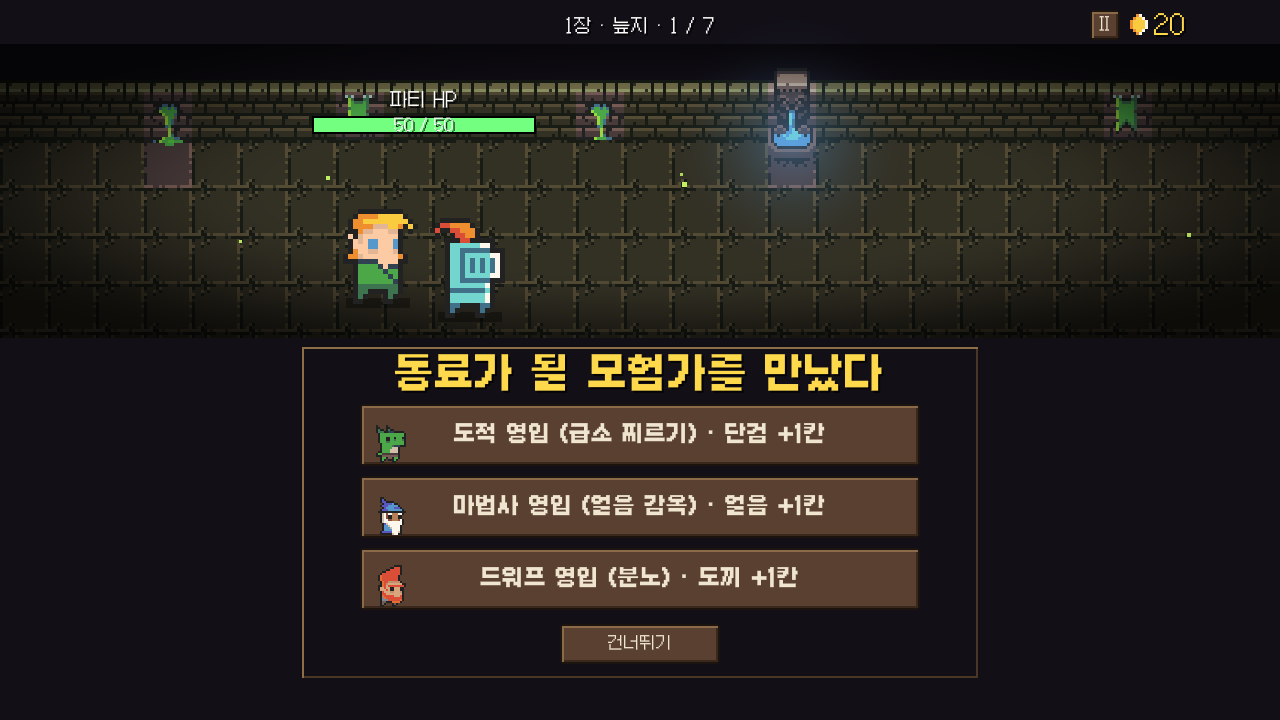 1장 · 늪지 · 1 / 7
II
20
파티 HP
50 / 50
동료가 될 모험가를 만났다
도적 영입 (급소 찌르기) · 단검 +1칸
마법사 영입 (얼음 감옥) · 얼음 +1칸
드워프 영입 (분노) · 도끼 +1칸
건너뛰기